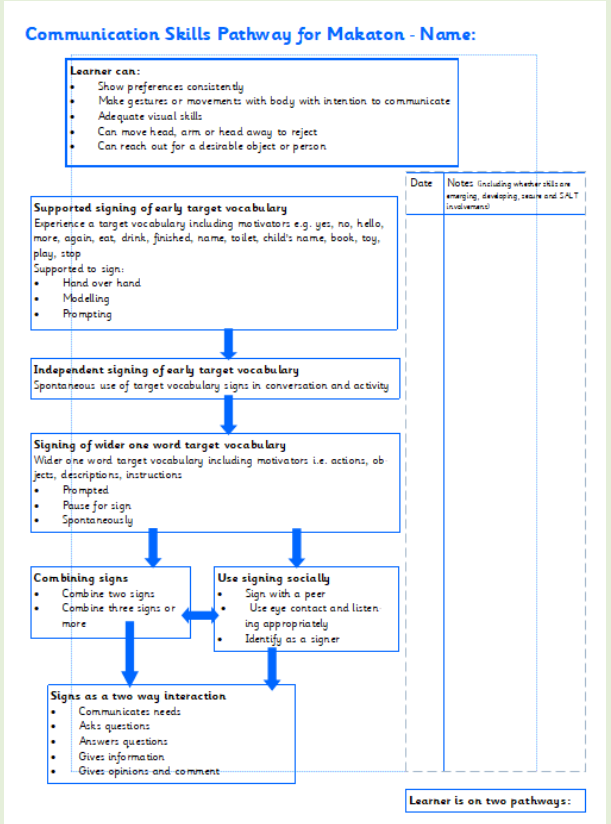 Communication Skills Pathway for Makaton - Name:
Learner can:
• Show preferences consistently
• Make gestures or movements with body with intention to communicate
• Adequate visual skills
• Can move head, arm or head away to reject
• Can reach out for a desirable object or person
Date
Notes (including whether skills are
emerging, developing, secure and SALT
involvement)
Supported signing of early target vocabulary
Experience a target vocabulary including motivators e.g. yes, no, hello,
more, again, eat, drink, finished, name, toilet, child's name, book, toy,
play, stop
Supported to sign:
• Hand over hand
• Modelling
• Prompting
Independent signing of early target vocabulary
Spontaneous use of target vocabulary signs in conversation and activity
Signing of wider one word target vocabulary
Wider one word target vocabulary including motivators i.e. actions, ob-
jects, descriptions, instructions
• Prompted
• Pause for sign
• Spontaneously
Combining signs
• Combine two signs
• Combine three signs or
more
Use signing socially
• Sign with a peer
• Use eye contact and listen-
ing appropriately
• Identify as a signer
Signs as a two way interaction
• Communicates needs
• Asks questions
• Answers questions
• Gives information
• Gives opinions and comment
Learner is on two pathways: